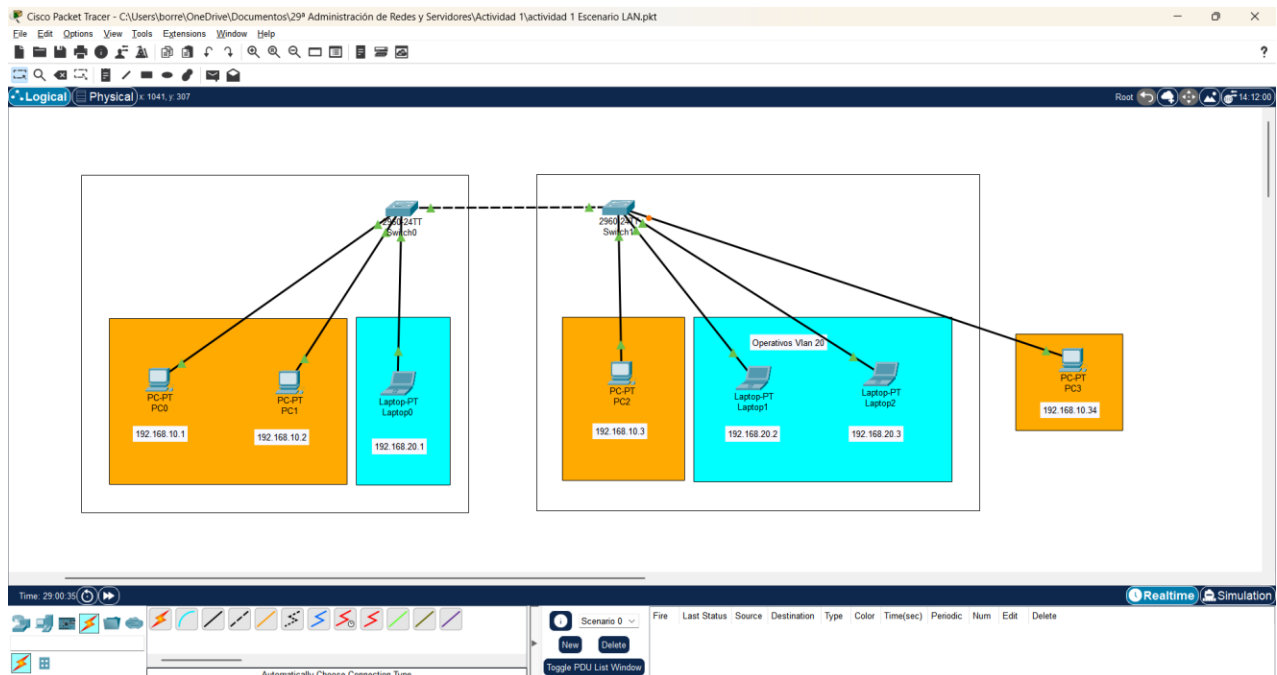 Cisco Packet Tracer - C:\Users\borre\OneDrive\Documentos\29ª Administración de Redes y Servidores\Actividad 1\actividad 1 Escenario LAN.pkt
File Edit Options View Tools Extensions Window Help
?
Logical Physical x: 1041, y: 307 Root 14:12:00
2960-24TT
Switch0
2960-24TT
Switch1
Operativos Vlan 20
PC-PT
PC0
192.168.10.1
PC-PT
PC1
192.168.10.2
Laptop-PT
Laptop0
192.168.20.1
PC-PT
PC2
192.168.10.3
Laptop-PT
Laptop1
192.168.20.2
Laptop-PT
Laptop2
192.168.20.3
PC-PT
PC3
192.168.10.34
Time: 29:00:35 Realtime Simulation
Scenario 0
New Delete
Toggle PDU List Window
Fire Last Status Source Destination Type Color Time(sec) Periodic Num Edit Delete
Automatically Choose Connection Type